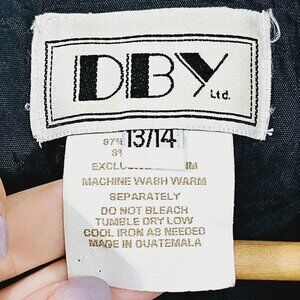 DBY
Ltd.
13/14
97%
MACHINE WASH WARM
SEPARATELY
DO NOT BLEACH
TUMBLE DRY LOW
COOL IRON AS NEEDED
MADE IN GUATEMALA